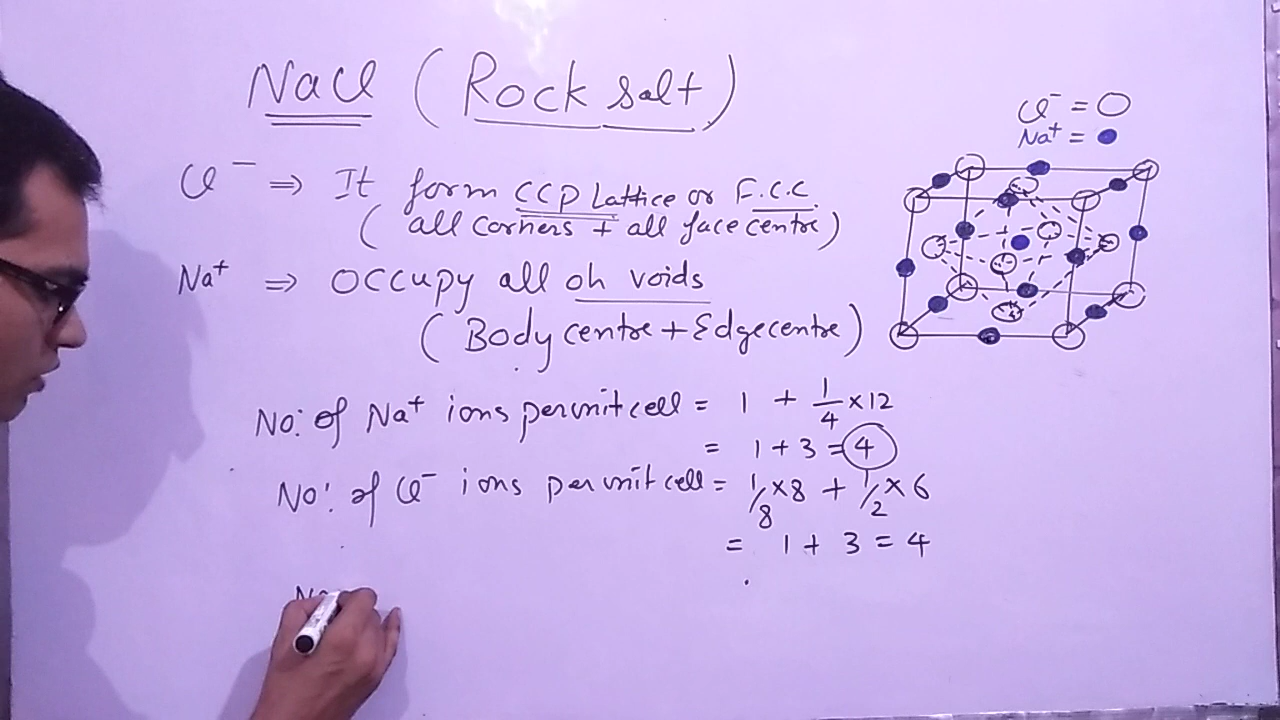 NaCl (Rock salt)
Cl⁻ = ○
Na⁺ = ●
Cl⁻ ⇒ It form CCP Lattice or F.C.C.
(all corners + all face centre)
Na⁺ ⇒ Occupy all oh voids
(Body centre + Edge centre)
No: of Na⁺ ions per unit cell = 1 + 1/4 × 12
= 1 + 3 = 4
No: of Cl⁻ ions per unit cell = 1/8 × 8 + 1/2 × 6
= 1 + 3 = 4